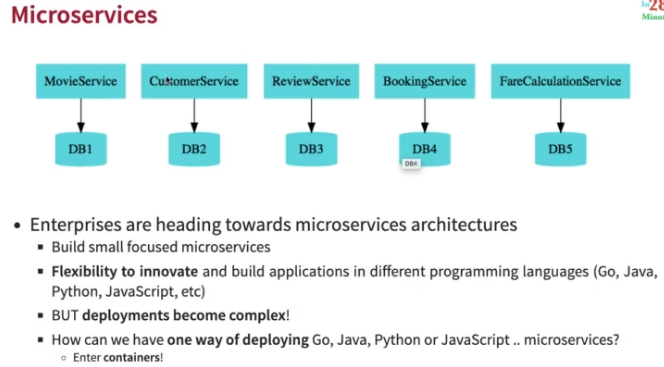 Microservices
In 28
Minutes
MovieService
CustomerService
ReviewService
BookingService
FareCalculationService
DB1
DB2
DB3
DB4
DB5
DB4
Enterprises are heading towards microservices architectures
Build small focused microservices
Flexibility to innovate and build applications in different programming languages (Go, Java,
Python, JavaScript, etc)
BUT deployments become complex!
How can we have one way of deploying Go, Java, Python or JavaScript .. microservices?
Enter containers!